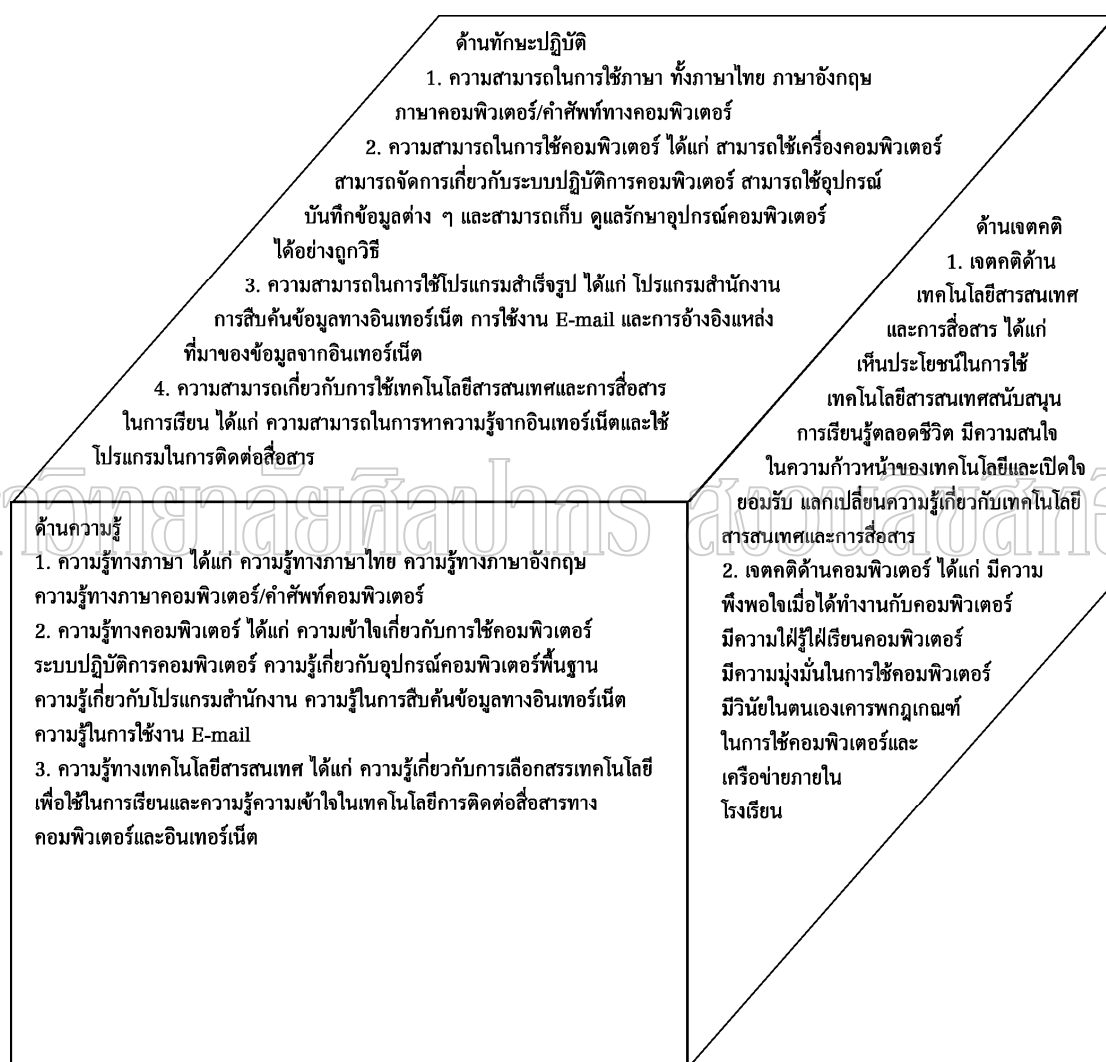 ด้านทักษะปฏิบัติ
1. ความสามารถในการใช้ภาษา ทั้งภาษาไทย ภาษาอังกฤษ
ภาษาคอมพิวเตอร์/คำศัพท์ทางคอมพิวเตอร์
2. ความสามารถในการใช้คอมพิวเตอร์ ได้แก่ สามารถใช้เครื่องคอมพิวเตอร์
สามารถจัดการเกี่ยวกับระบบปฏิบัติการคอมพิวเตอร์ สามารถใช้อุปกรณ์
บันทึกข้อมูลต่าง ๆ และสามารถเก็บ ดูแลรักษาอุปกรณ์คอมพิวเตอร์
ได้อย่างถูกวิธี
3. ความสามารถในการใช้โปรแกรมสำเร็จรูป ได้แก่ โปรแกรมสำนักงาน
การสืบค้นข้อมูลทางอินเทอร์เน็ต การใช้งาน E-mail และการอ้างอิงแหล่ง
ที่มาของข้อมูลจากอินเทอร์เน็ต
4. ความสามารถเกี่ยวกับการใช้เทคโนโลยีสารสนเทศและการสื่อสาร
ในการเรียน ได้แก่ ความสามารถในการหาความรู้จากอินเทอร์เน็ตและใช้
โปรแกรมในการติดต่อสื่อสาร
ด้านเจตคติ
1. เจตคติด้าน
เทคโนโลยีสารสนเทศ
และการสื่อสาร ได้แก่
เห็นประโยชน์ในการใช้
เทคโนโลยีสารสนเทศสนับสนุน
การเรียนรู้ตลอดชีวิต มีความสนใจ
ในความก้าวหน้าของเทคโนโลยีและเปิดใจ
ยอมรับ แลกเปลี่ยนความรู้เกี่ยวกับเทคโนโลยี
สารสนเทศและการสื่อสาร
2. เจตคติด้านคอมพิวเตอร์ ได้แก่ มีความ
พึงพอใจเมื่อได้ทำงานกับคอมพิวเตอร์
มีความใฝ่รู้ใฝ่เรียนคอมพิวเตอร์
มีความมุ่งมั่นในการใช้คอมพิวเตอร์
มีวินัยในตนเองเคารพกฎเกณฑ์
ในการใช้คอมพิวเตอร์และ
เครือข่ายภายใน
โรงเรียน
ด้านความรู้
1. ความรู้ทางภาษา ได้แก่ ความรู้ทางภาษาไทย ความรู้ทางภาษาอังกฤษ
ความรู้ทางภาษาคอมพิวเตอร์/คำศัพท์คอมพิวเตอร์
2. ความรู้ทางคอมพิวเตอร์ ได้แก่ ความเข้าใจเกี่ยวกับการใช้คอมพิวเตอร์
ระบบปฏิบัติการคอมพิวเตอร์ ความรู้เกี่ยวกับอุปกรณ์คอมพิวเตอร์พื้นฐาน
ความรู้เกี่ยวกับโปรแกรมสำนักงาน ความรู้ในการสืบค้นข้อมูลทางอินเทอร์เน็ต
ความรู้ในการใช้งาน E-mail
3. ความรู้ทางเทคโนโลยีสารสนเทศ ได้แก่ ความรู้เกี่ยวกับการเลือกสรรเทคโนโลยี
เพื่อใช้ในการเรียนและความรู้ความเข้าใจในเทคโนโลยีการติดต่อสื่อสารทาง
คอมพิวเตอร์และอินเทอร์เน็ต